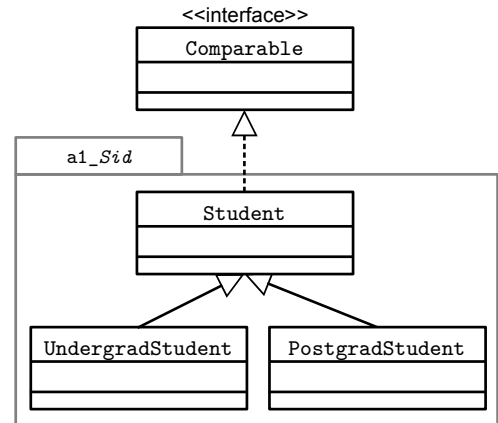 <<interface>>
Comparable
a1_Sid
Student
UndergradStudent
PostgradStudent